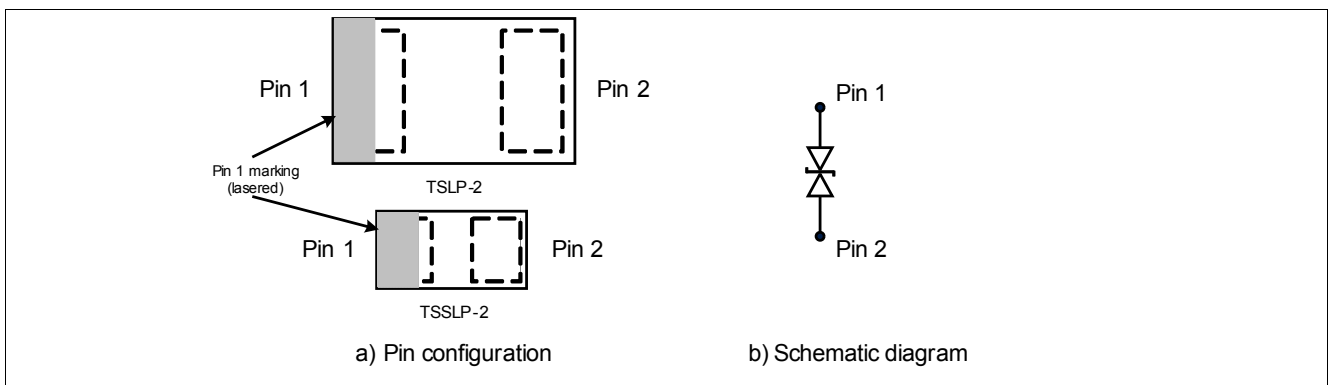 Pin 1
Pin 2
Pin 1 marking
(lasered)
TSLP-2
Pin 1
Pin 2
TSSLP-2
a) Pin configuration
Pin 1
Pin 2
b) Schematic diagram